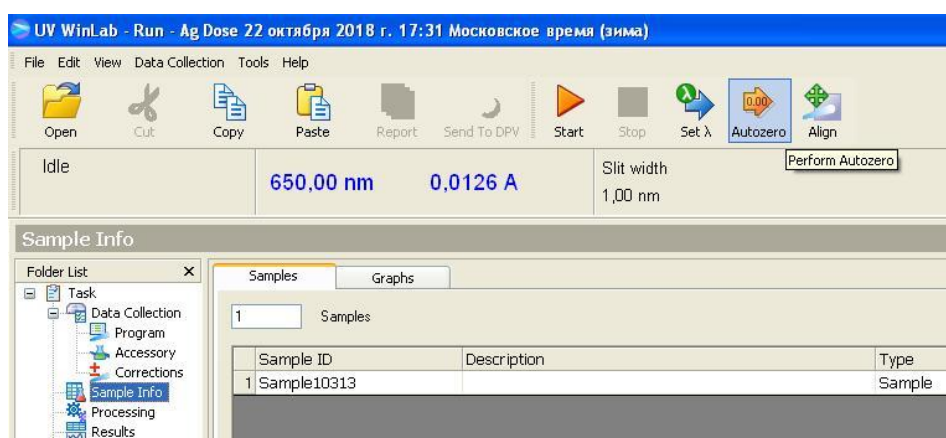 UV WinLab - Run - Ag Dose 22 октября 2018 г. 17:31 Московское время (зима)
File Edit View Data Collection Tools Help
Open Cut Copy Paste Report Send To DPV Start Stop Set λ Autozero Align
Perform Autozero
Idle
650,00 nm 0,0126 A
Slit width
1,00 nm
Sample Info
Folder List
Task
Data Collection
Program
Accessory
Corrections
Sample Info
Processing
Results
Samples Graphs
1 Samples
Sample ID Description Type
1 Sample10313 Sample